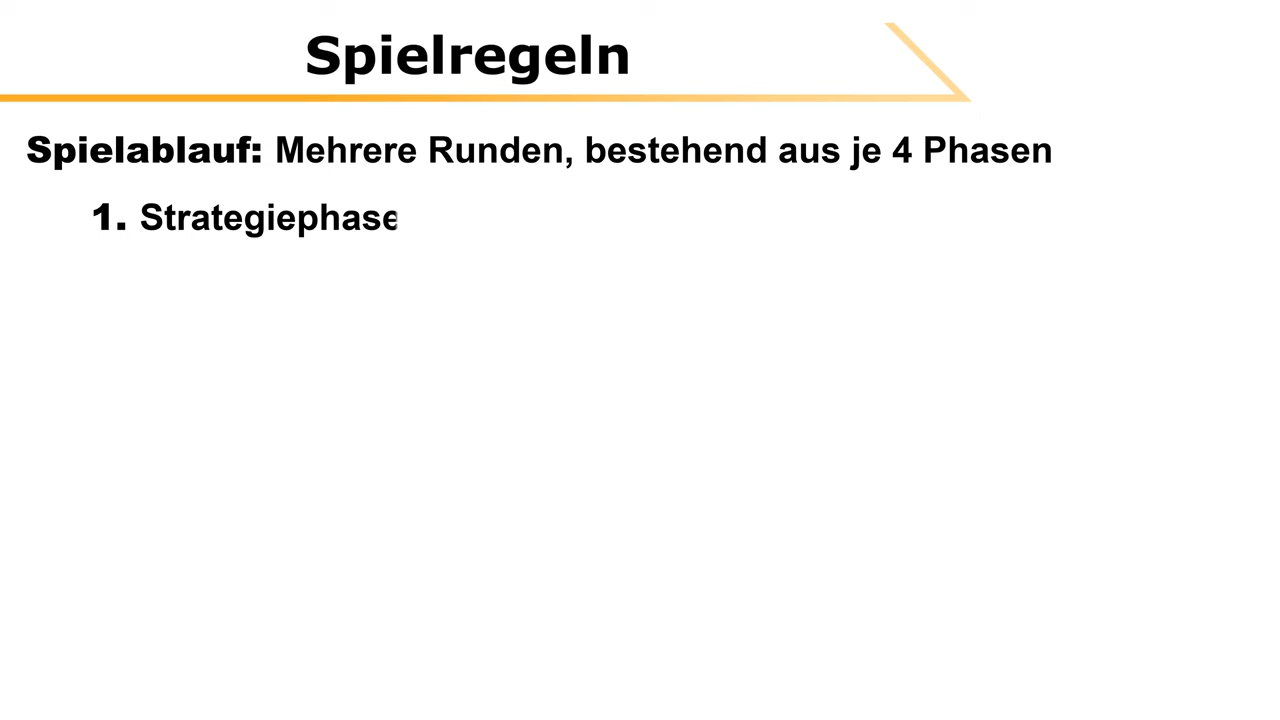 Spielregeln
Spielablauf: Mehrere Runden, bestehend aus je 4 Phasen
1. Strategiephase